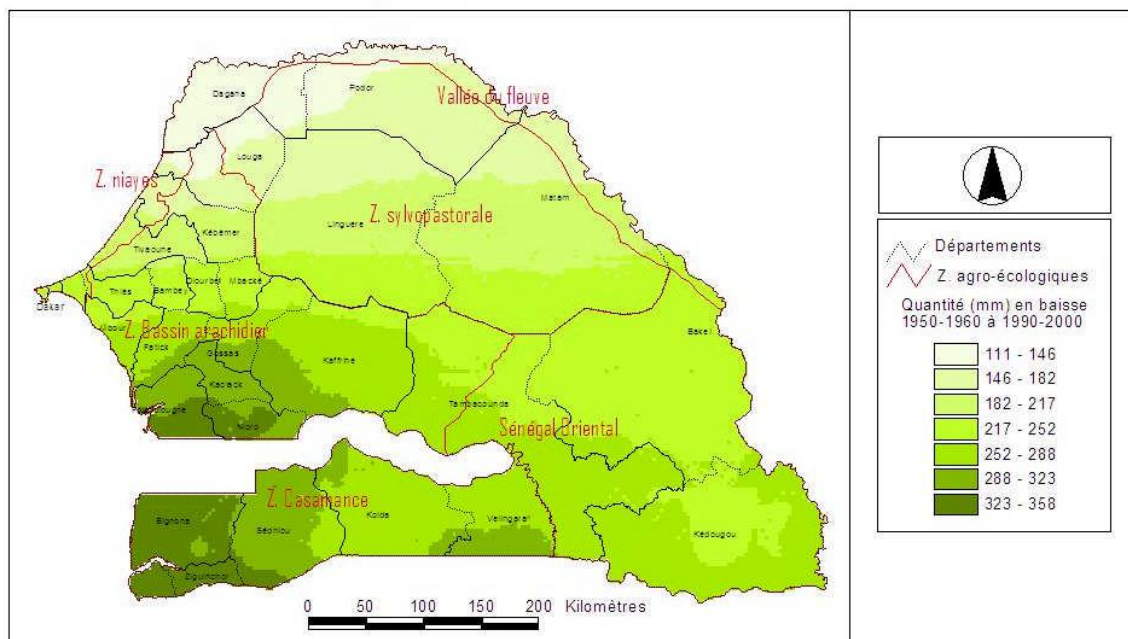 Dagana
Podor
Vallée du fleuve
Louga
Z. niayes
Matam
Linguere
Z. sylvopastorale
Kébémer
Tivaoune
Diourbel
Mbacké
Thiès
Bambey
Dakar
Bakel
Mbour
Z. Bassin arachidier
Fatick
Gossas
Kaffrine
Kaolack
Tambacounda
Nioro
Sénégal Oriental
Z. Casamance
Bignona
Kolda
Velingara
Sédhiou
Kédougou
Ziguinchor
0 50 100 150 200 Kilomètres
Départements
Z. agro-écologiques
Quantité (mm) en baisse
1950-1960 à 1990-2000
111 - 146
146 - 182
182 - 217
217 - 252
252 - 288
288 - 323
323 - 358